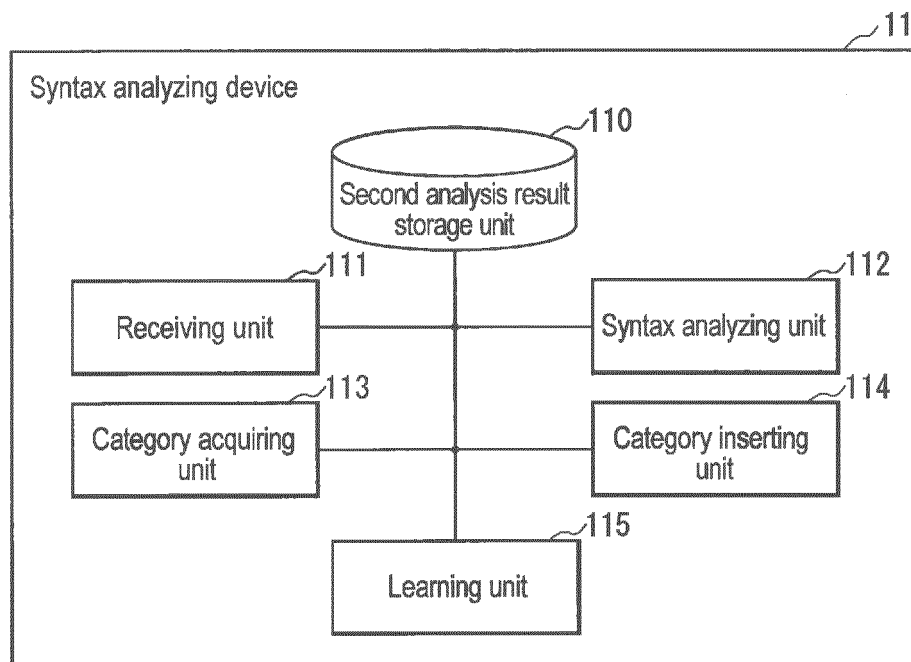 11
Syntax analyzing device
110
Second analysis result
storage unit
111
112
Receiving unit
Syntax analyzing unit
113
114
Category acquiring
unit
Category inserting
unit
115
Learning unit